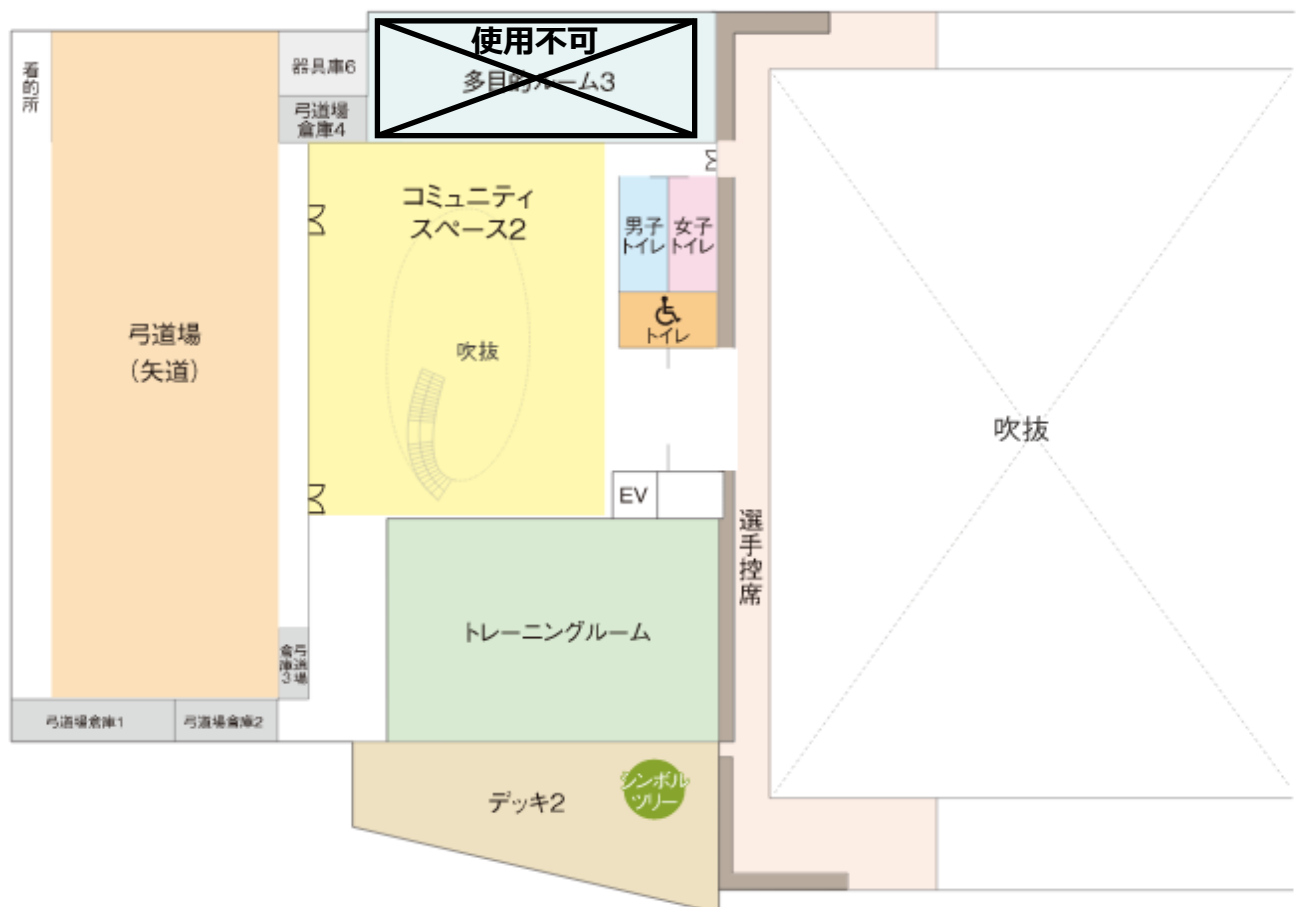 看的所
器具庫6
使用不可
多目的ルーム3
弓道場
倉庫4
コミュニティ
スペース2
男子
トイレ
女子
トイレ
トイレ
弓道場
(矢道)
吹抜
吹抜
EV
選手控席
トレーニングルーム
弓道場
倉庫3
弓道場倉庫1
弓道場倉庫2
デッキ2
シンボル
ツリー